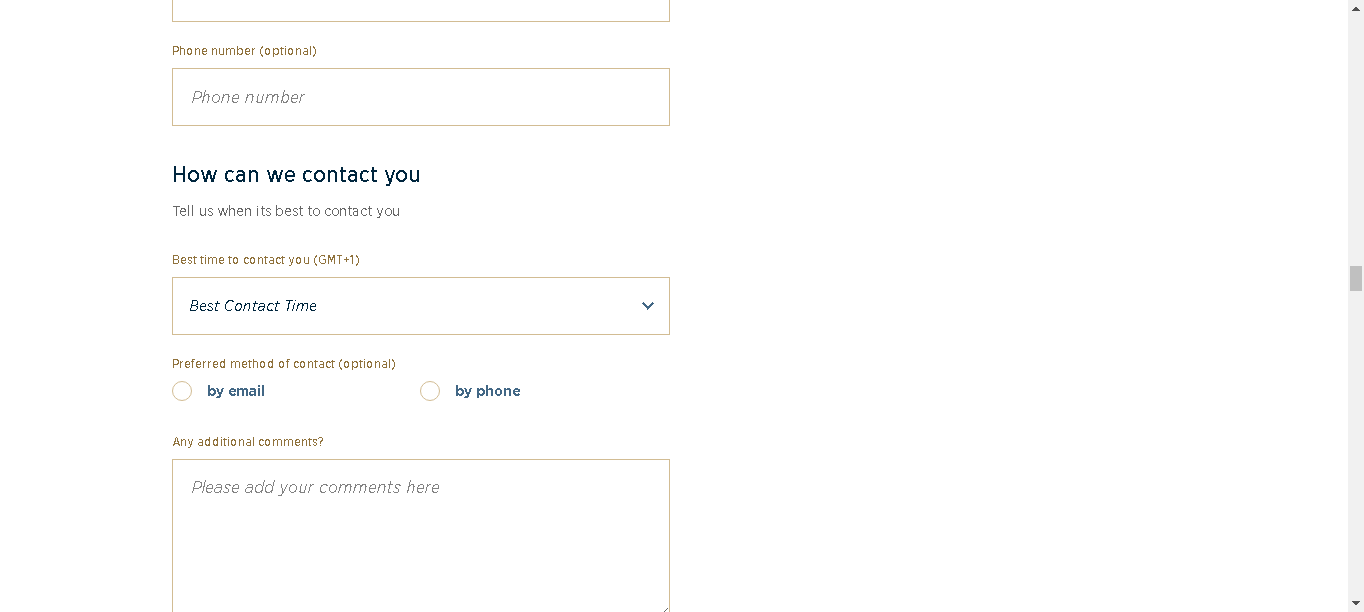 Phone number (optional)
Phone number
How can we contact you
Tell us when its best to contact you
Best time to contact you (GMT+1)
Best Contact Time
Preferred method of contact (optional)
by email by phone
Any additional comments?
Please add your comments here